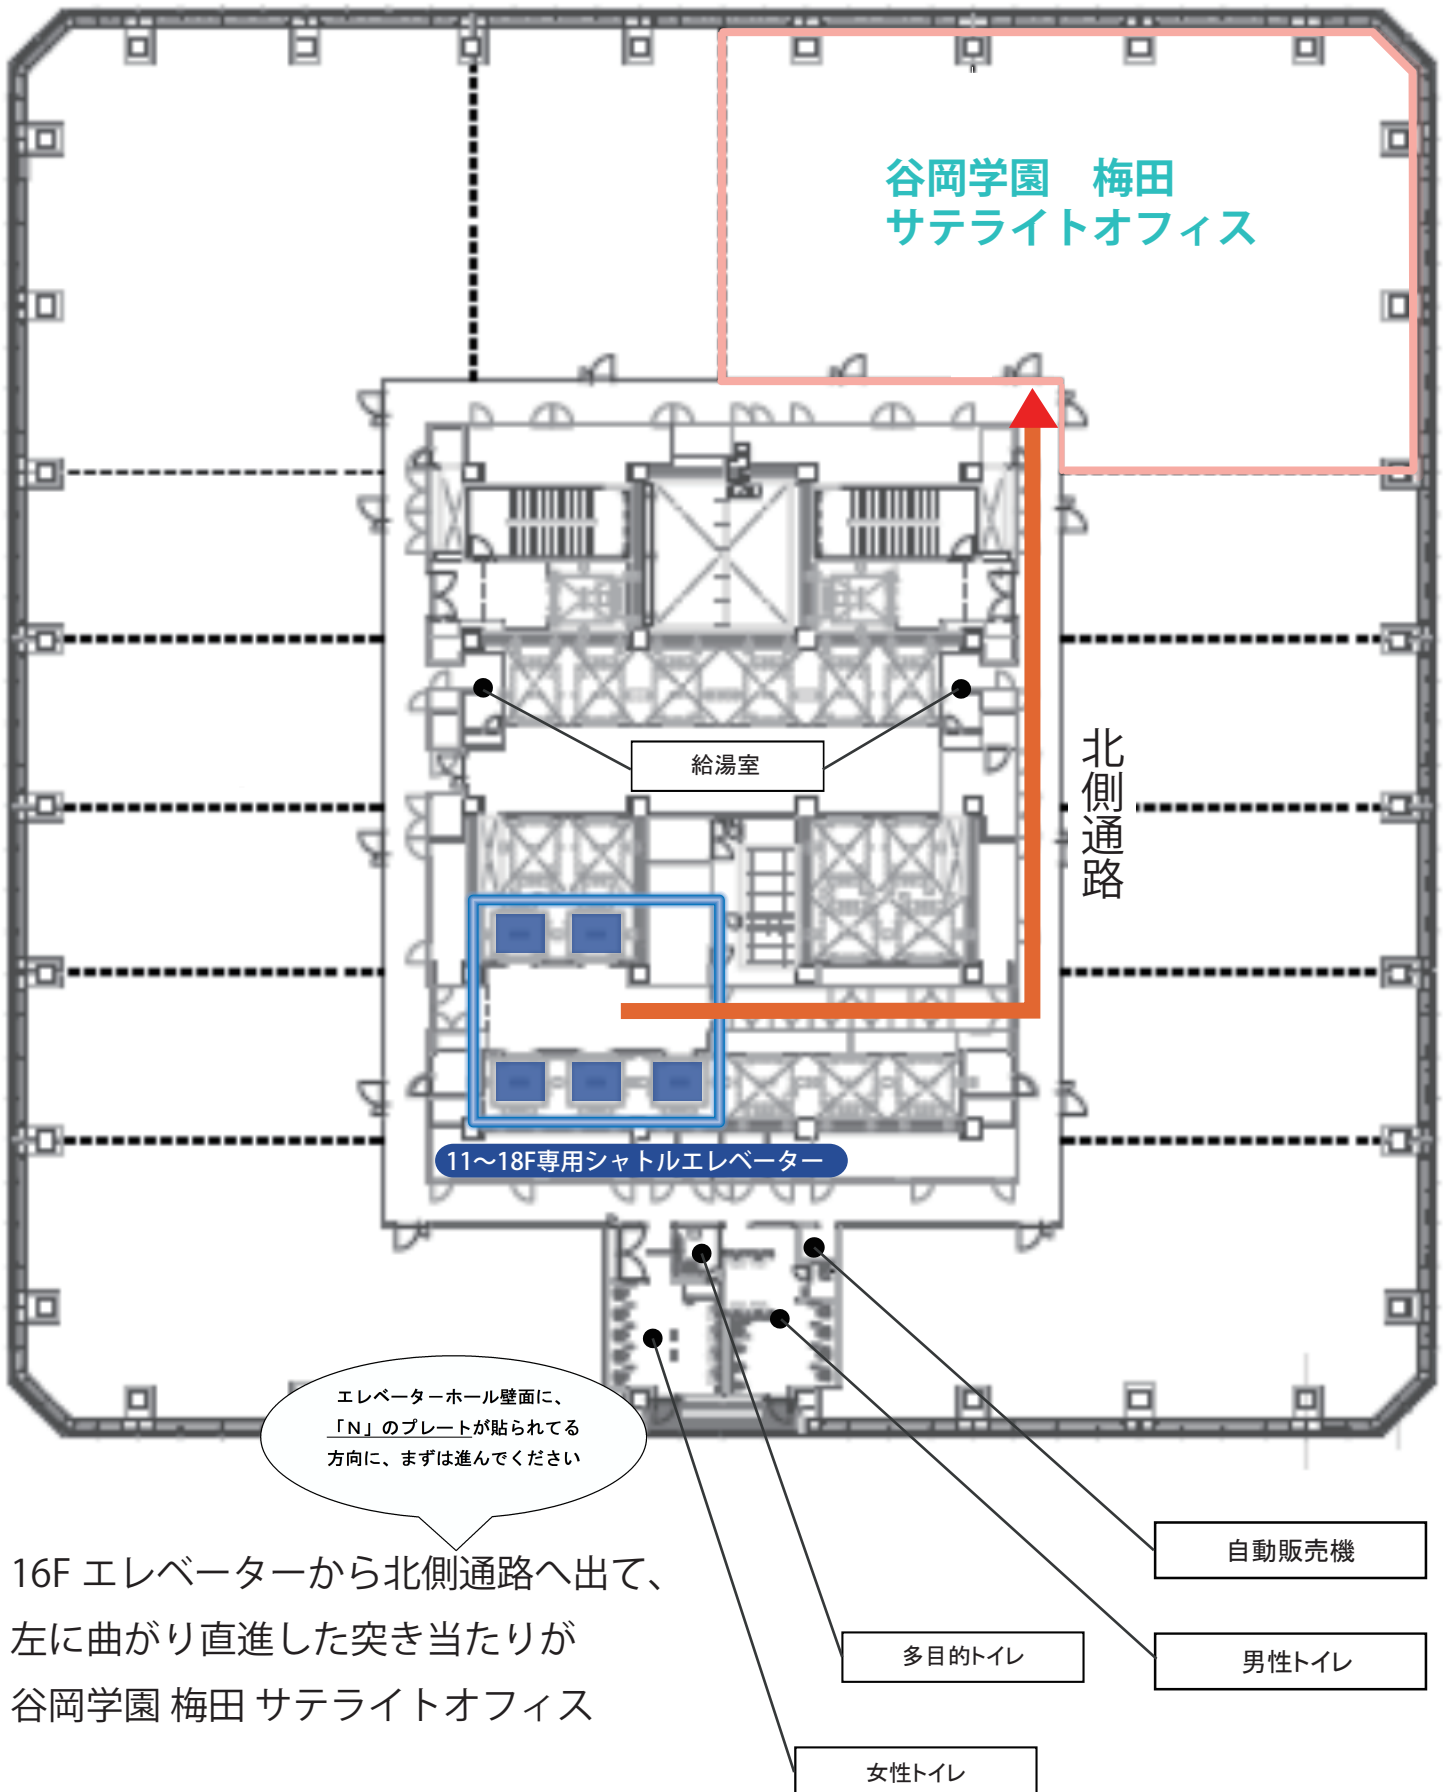 谷岡学園　梅田
サテライトオフィス
給湯室
北側通路
11～18F専用シャトルエレベーター
エレベーターホール壁面に、
「N」のプレートが貼られてる
方向に、まずは進んでください
16F エレベーターから北側通路へ出て、
左に曲がり直進した突き当たりが
谷岡学園 梅田 サテライトオフィス
自動販売機
多目的トイレ
男性トイレ
女性トイレ